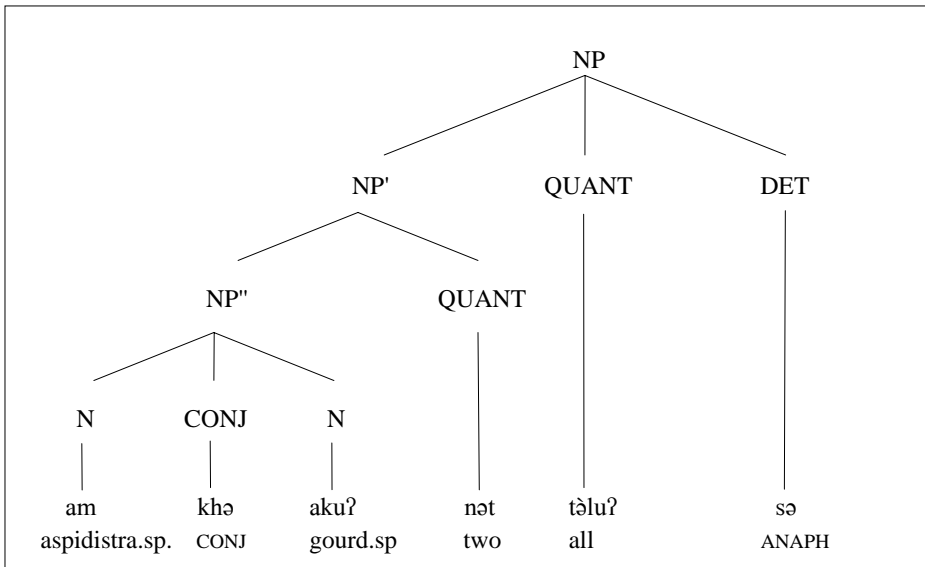 NP
NP' QUANT DET
NP" QUANT
N CONJ N
am khə akuʔ nət tə̀luʔ sə
aspidistra.sp. CONJ gourd.sp two all ANAPH